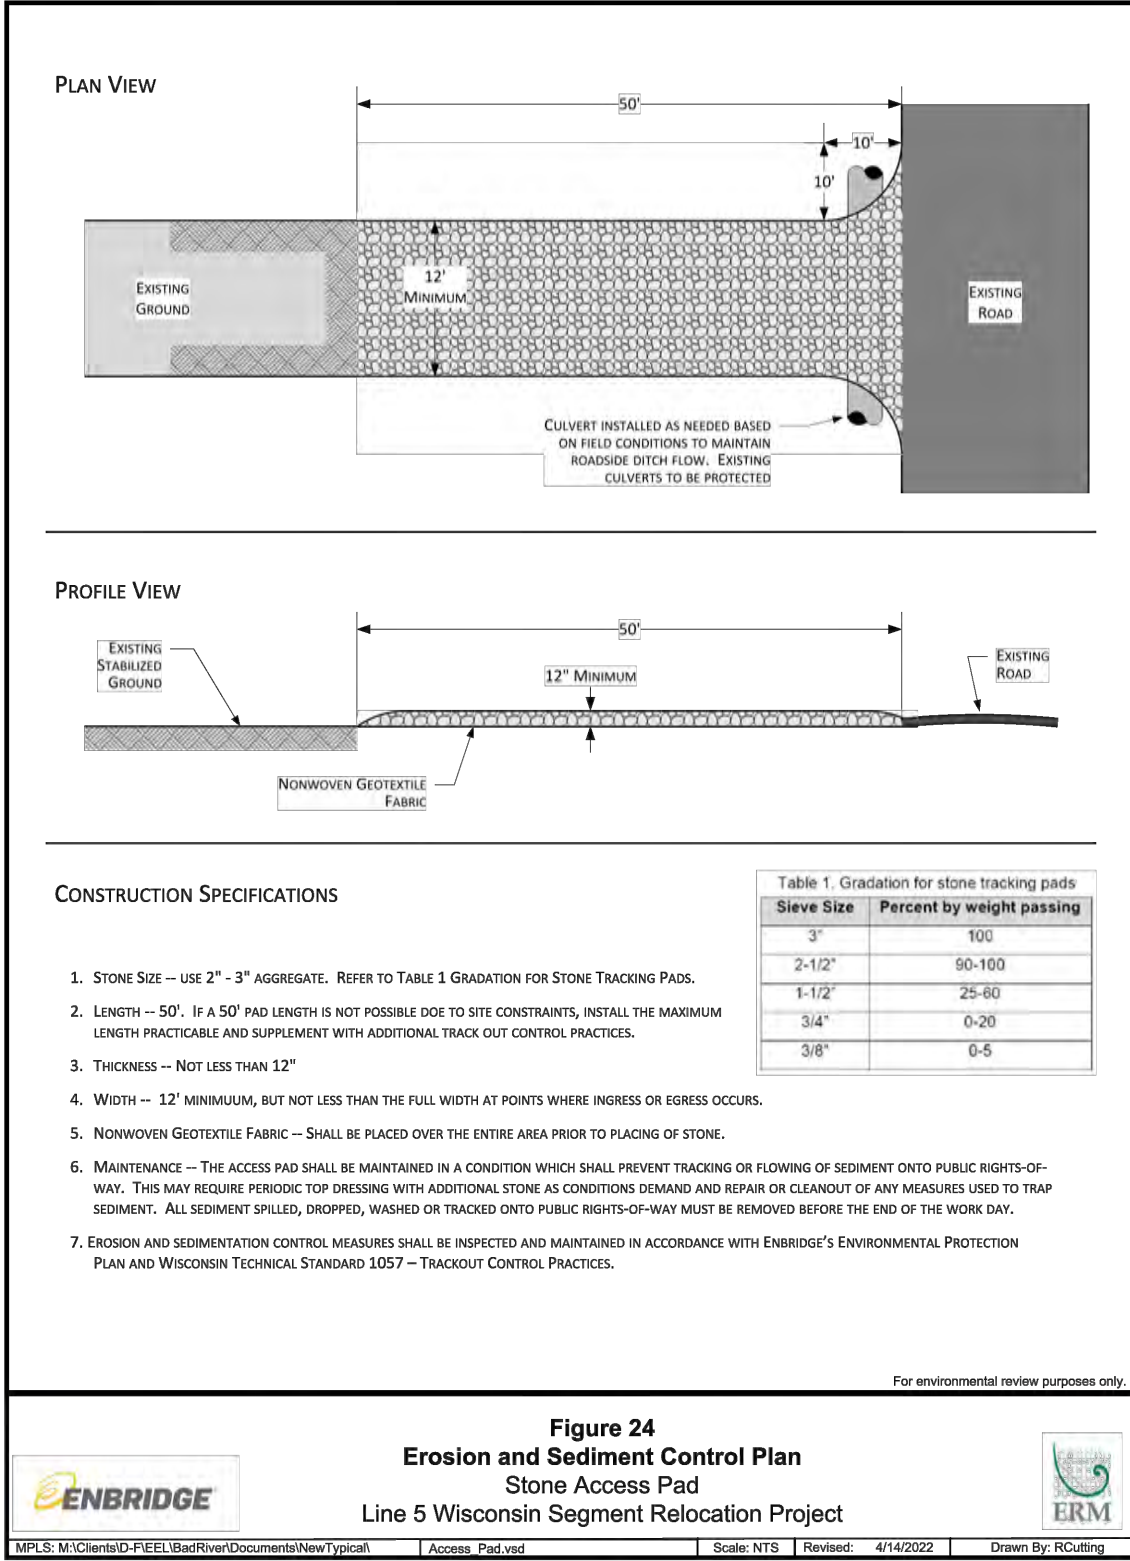 PLAN VIEW
50'
10'
10'
12'
MINIMUM
EXISTING
GROUND
EXISTING
ROAD
CULVERT INSTALLED AS NEEDED BASED
ON FIELD CONDITIONS TO MAINTAIN
ROADSIDE DITCH FLOW. EXISTING
CULVERTS TO BE PROTECTED
PROFILE VIEW
50'
EXISTING
STABILIZED
GROUND
12" MINIMUM
EXISTING
ROAD
NONWOVEN GEOTEXTILE
FABRIC
CONSTRUCTION SPECIFICATIONS
Table 1. Gradation for stone tracking pads
Sieve Size Percent by weight passing
3" 100
2-1/2" 90-100
1-1/2" 25-60
3/4" 0-20
3/8" 0-5
1. STONE SIZE -- USE 2" - 3" AGGREGATE. REFER TO TABLE 1 GRADATION FOR STONE TRACKING PADS.
2. LENGTH -- 50'. IF A 50' PAD LENGTH IS NOT POSSIBLE DOE TO SITE CONSTRAINTS, INSTALL THE MAXIMUM
LENGTH PRACTICABLE AND SUPPLEMENT WITH ADDITIONAL TRACK OUT CONTROL PRACTICES.
3. THICKNESS -- NOT LESS THAN 12"
4. WIDTH -- 12' MINIMUUM, BUT NOT LESS THAN THE FULL WIDTH AT POINTS WHERE INGRESS OR EGRESS OCCURS.
5. NONWOVEN GEOTEXTILE FABRIC -- SHALL BE PLACED OVER THE ENTIRE AREA PRIOR TO PLACING OF STONE.
6. MAINTENANCE -- THE ACCESS PAD SHALL BE MAINTAINED IN A CONDITION WHICH SHALL PREVENT TRACKING OR FLOWING OF SEDIMENT ONTO PUBLIC RIGHTS-OF-
WAY. THIS MAY REQUIRE PERIODIC TOP DRESSING WITH ADDITIONAL STONE AS CONDITIONS DEMAND AND REPAIR OR CLEANOUT OF ANY MEASURES USED TO TRAP
SEDIMENT. ALL SEDIMENT SPILLED, DROPPED, WASHED OR TRACKED ONTO PUBLIC RIGHTS-OF-WAY MUST BE REMOVED BEFORE THE END OF THE WORK DAY.
7. EROSION AND SEDIMENTATION CONTROL MEASURES SHALL BE INSPECTED AND MAINTAINED IN ACCORDANCE WITH ENBRIDGE'S ENVIRONMENTAL PROTECTION
PLAN AND WISCONSIN TECHNICAL STANDARD 1057 – TRACKOUT CONTROL PRACTICES.
For environmental review purposes only.
Figure 24
Erosion and Sediment Control Plan
Stone Access Pad
Line 5 Wisconsin Segment Relocation Project
ENBRIDGE
ERM
MPLS: M:\Clients\D-F\EEL\BadRiver\Documents\NewTypical\ Access_Pad.vsd Scale: NTS Revised: 4/14/2022 Drawn By: RCutting